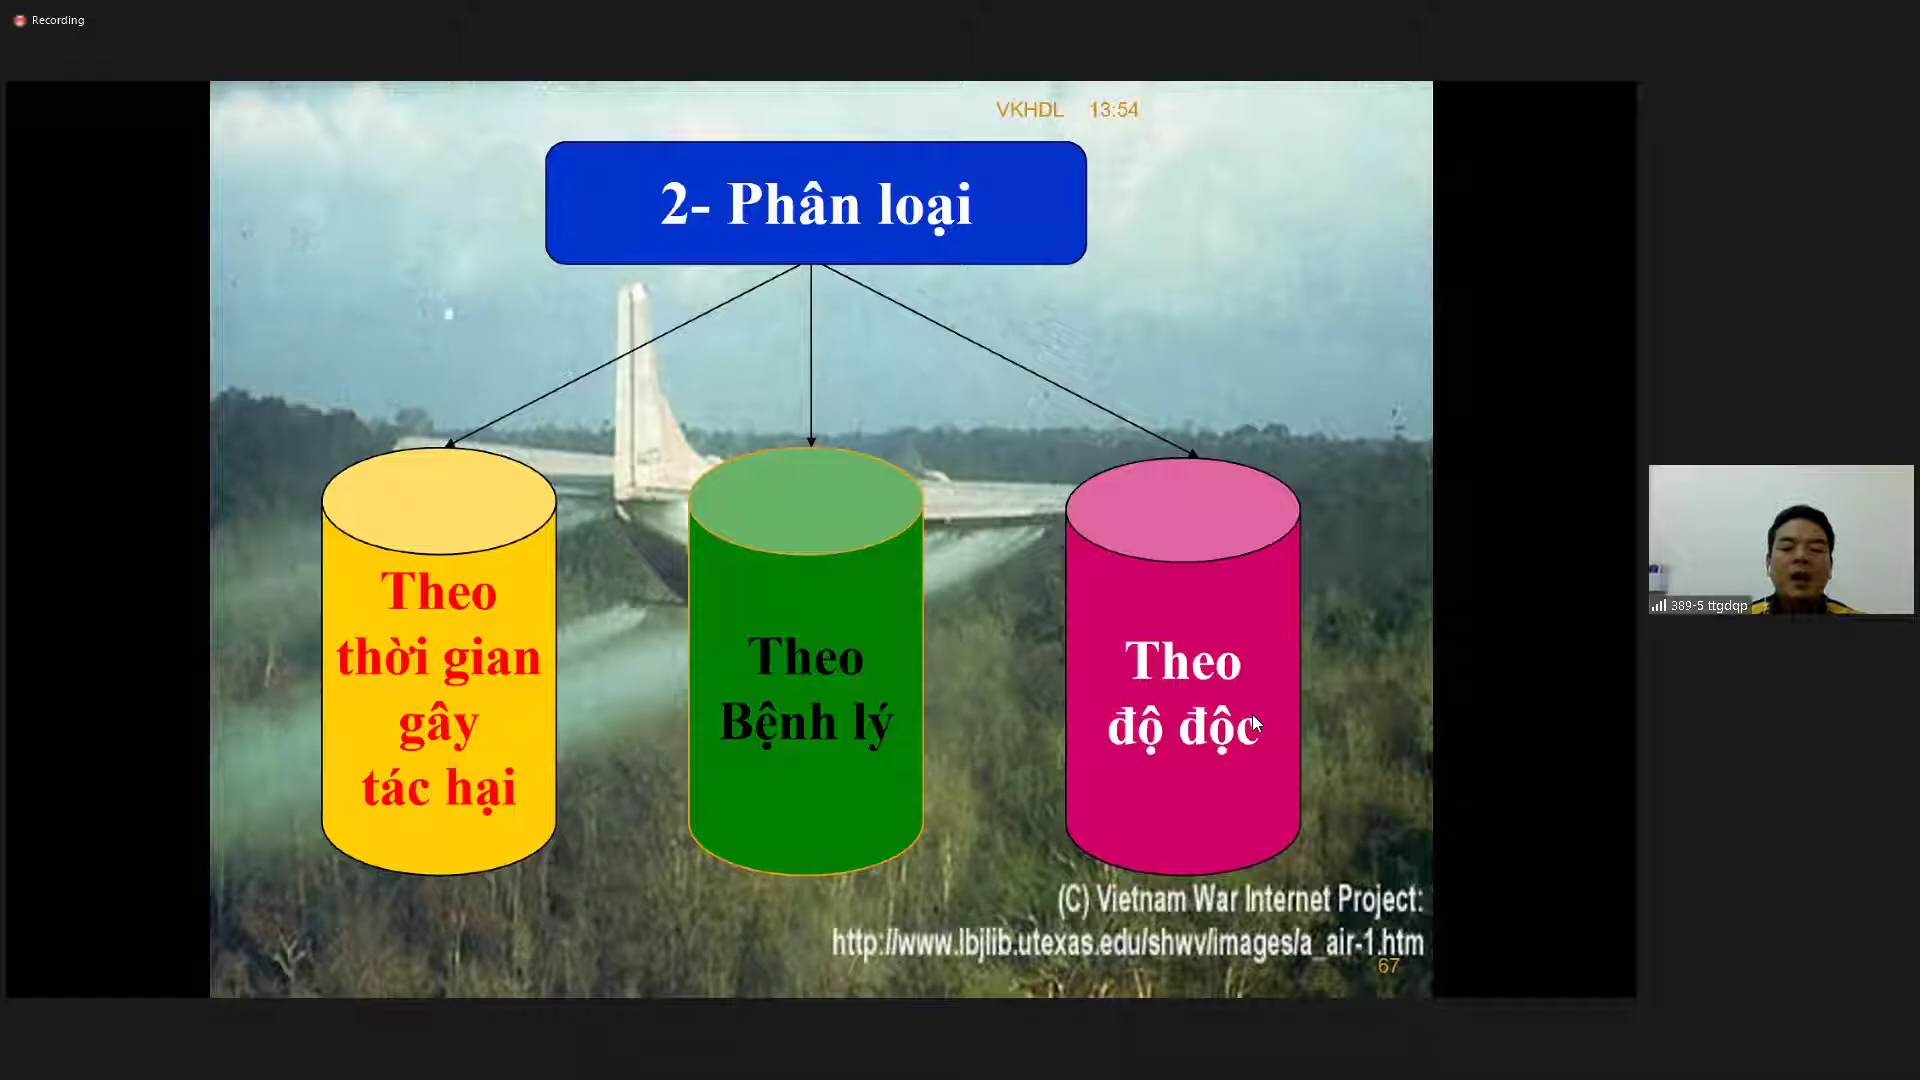 Recording
VKHDL 13:54
2- Phân loại
Theo
thời gian
gây
tác hại
Theo
Bệnh lý
Theo
độ độc
(C) Vietnam War Internet Project:
http://www.lbjlib.utexas.edu/shwv/images/a_air-1.htm
67
389-5 ttgdqp